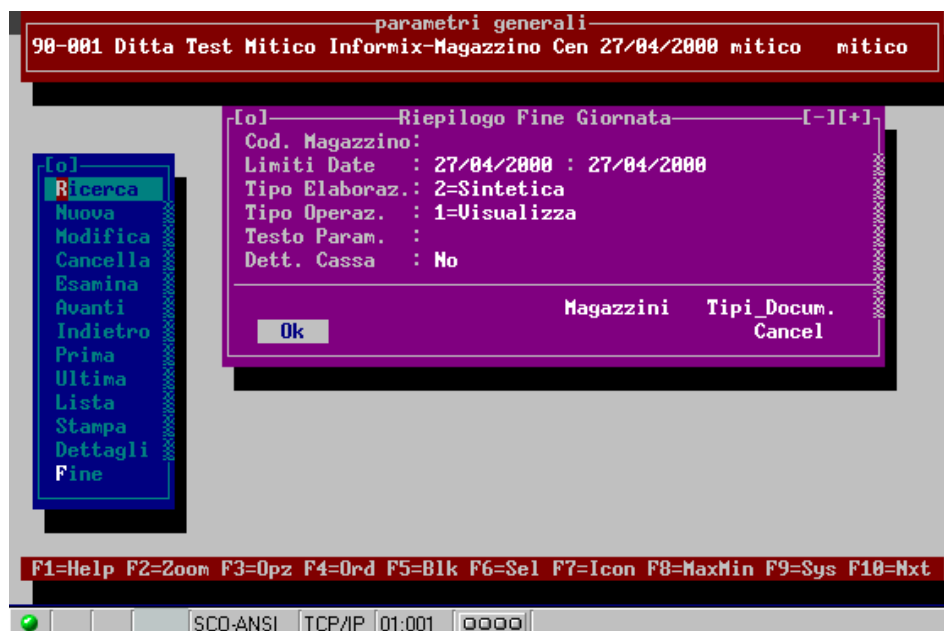 parametri generali
90-001 Ditta Test Mitico Informix-Magazzino Cen 27/04/2000 mitico mitico
[o] Riepilogo Fine Giornata [-][+]
Cod. Magazzino:
Limiti Date : 27/04/2000 : 27/04/2000
Tipo Elaboraz.: 2=Sintetica
Tipo Operaz. : 1=Visualizza
Testo Param. :
Dett. Cassa : No
Magazzini Tipi_Docum.
Ok Cancel
[o]
Ricerca
Nuova
Modifica
Cancella
Esamina
Avanti
Indietro
Prima
Ultima
Lista
Stampa
Dettagli
Fine
F1=Help F2=Zoom F3=Opz F4=Ord F5=Blk F6=Sel F7=Icon F8=MaxMin F9=Sys F10=Nxt
SCO-ANSI TCP/IP 01:001